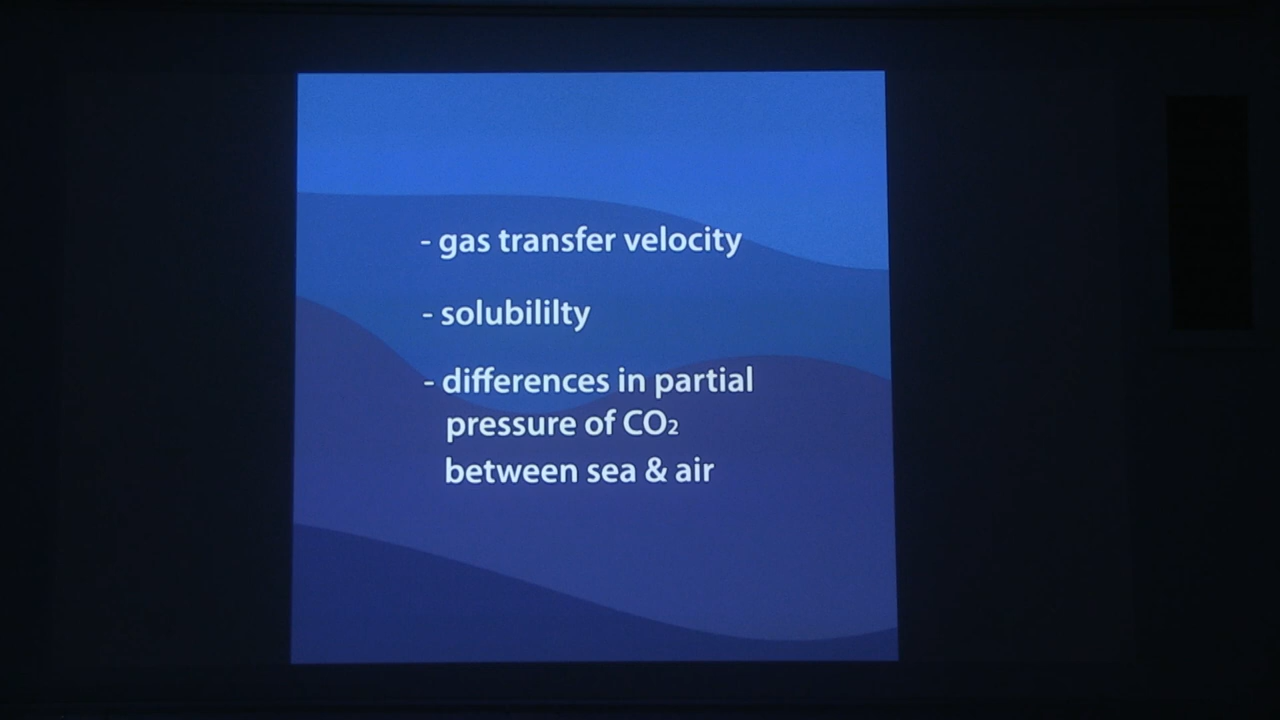 - gas transfer velocity
- solubililty
- differences in partial
pressure of CO₂
between sea & air